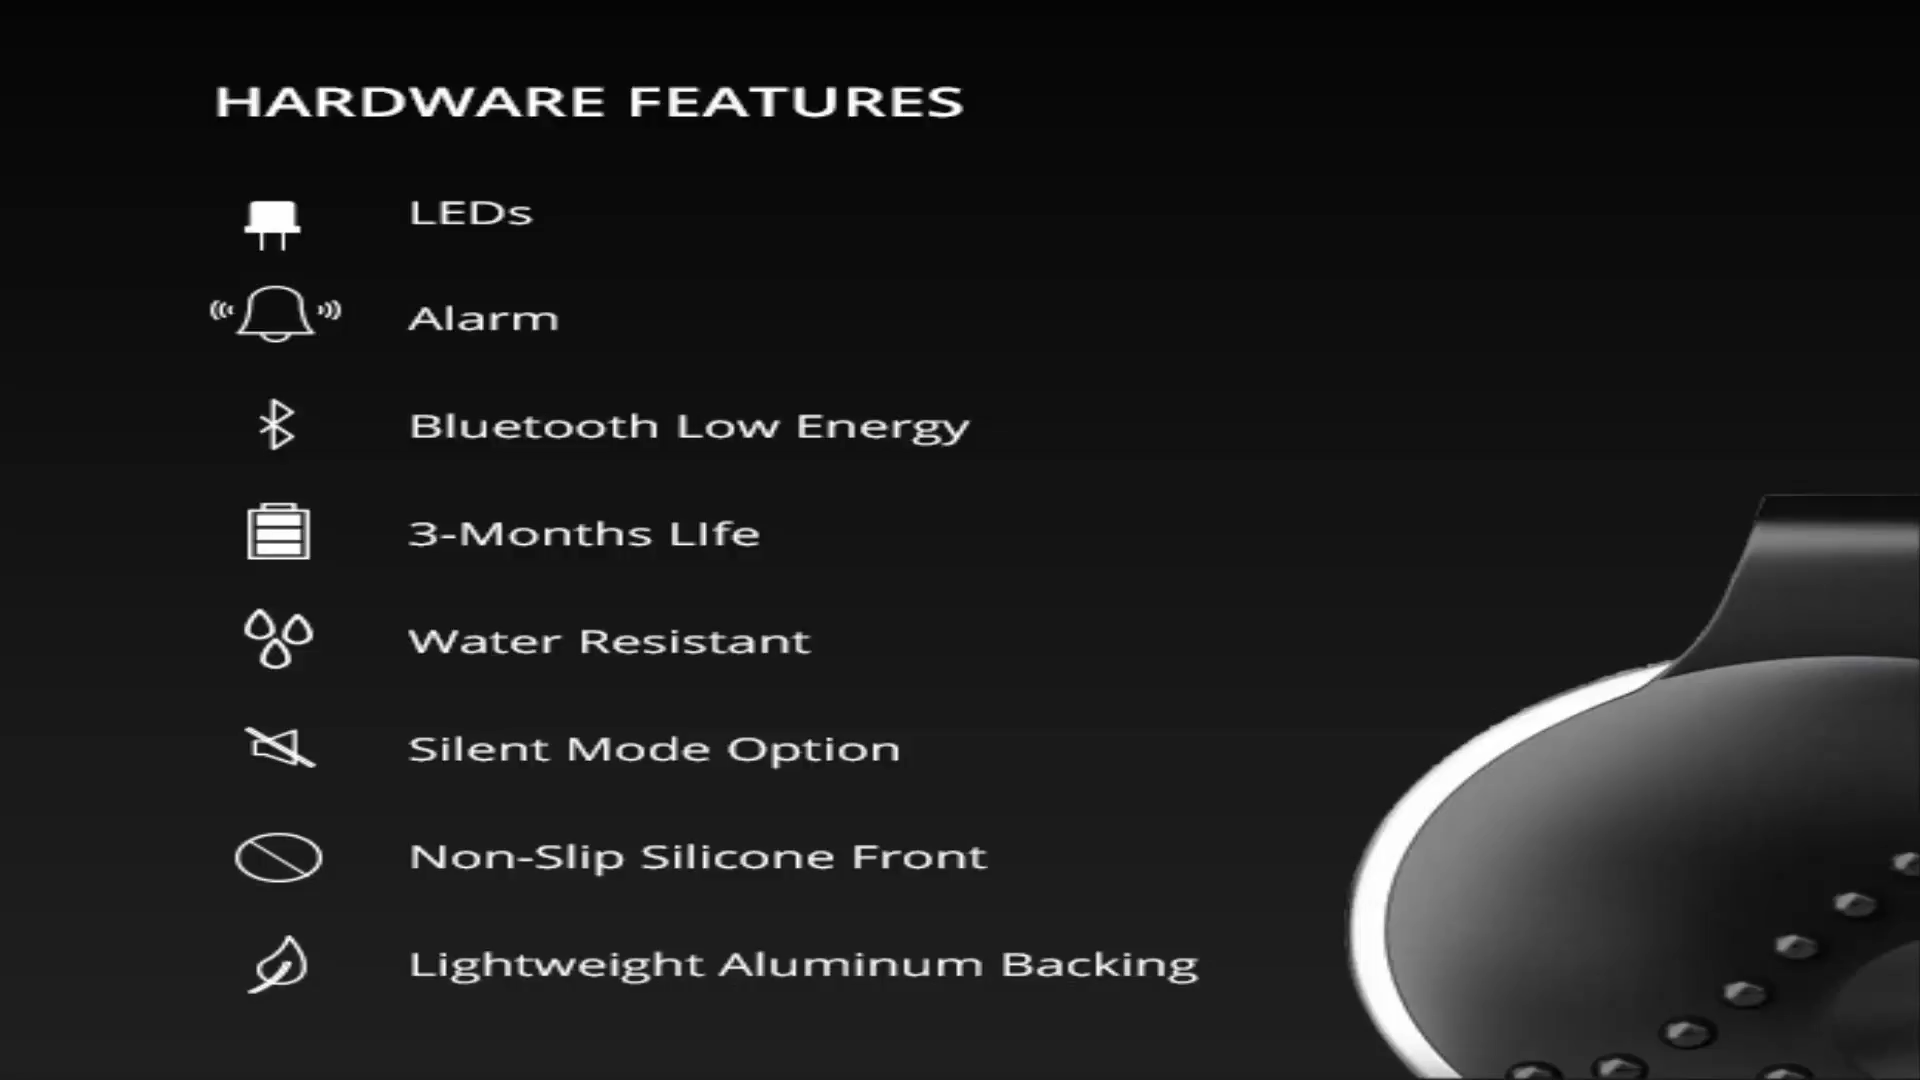 HARDWARE FEATURES
LEDs
Alarm
Bluetooth Low Energy
3-Months LIfe
Water Resistant
Silent Mode Option
Non-Slip Silicone Front
Lightweight Aluminum Backing